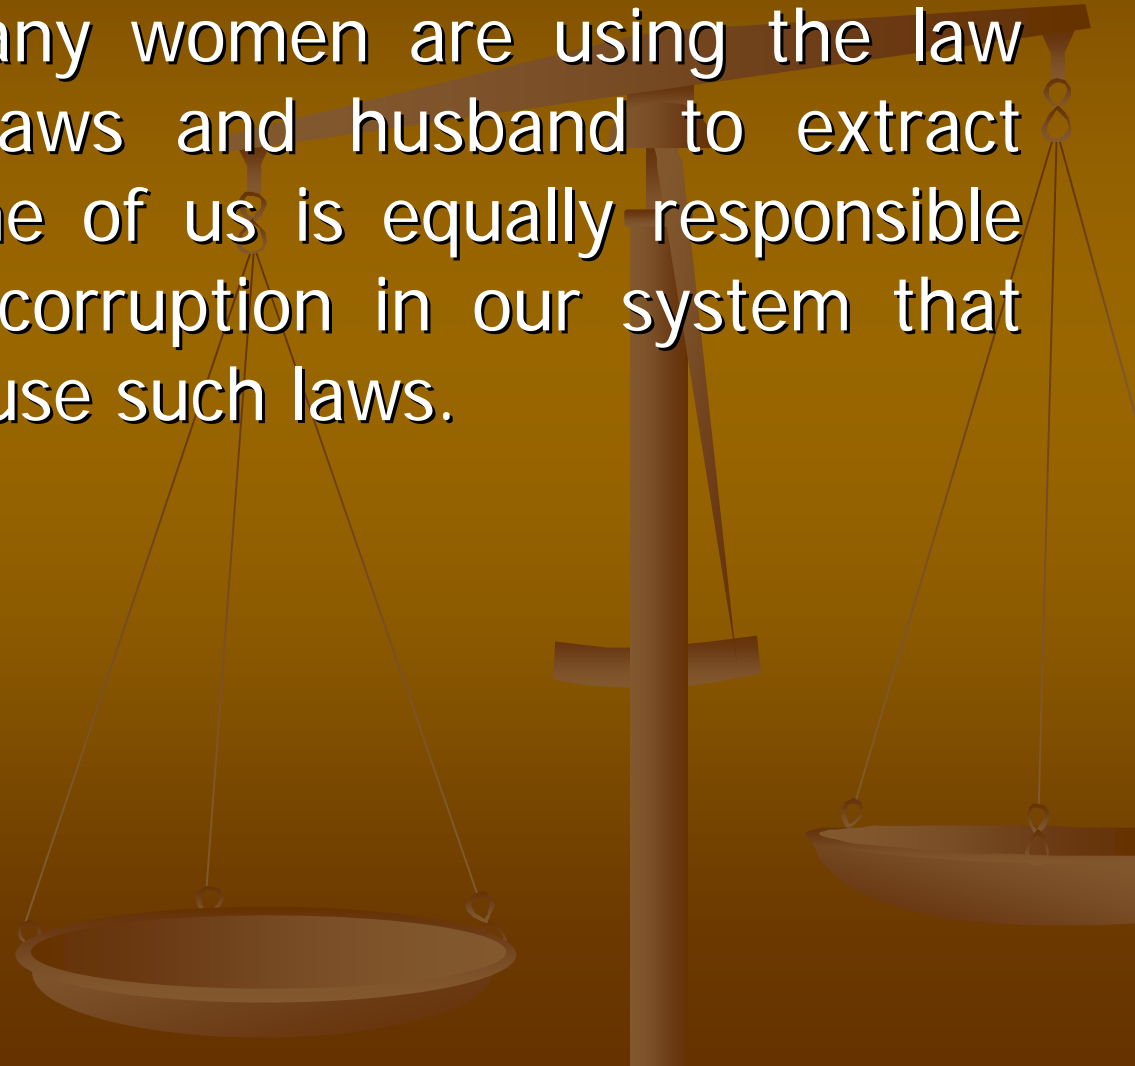 any women are using the law
aws and husband to extract
e of us is equally responsible
corruption in our system that
use such laws.